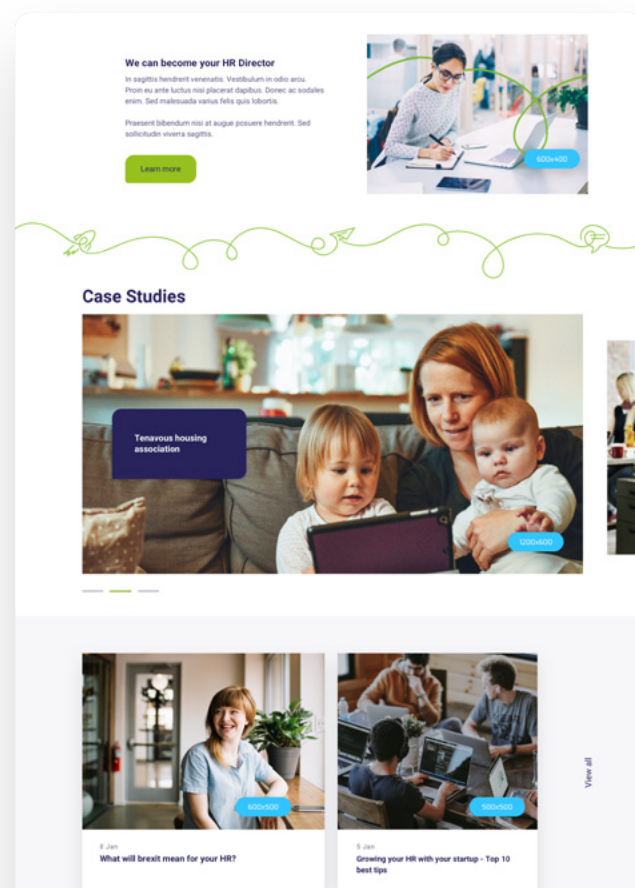 We can become your HR Director
In sagittis hendrerit venenatis. Vestibulum in odio arcu.
Proin eu ante luctus nisi placerat dapibus. Donec ac sodales
enim. Sed malesuada varius felis quis lobortis.
Praesent bibendum nisi at augue posuere hendrerit. Sed
sollicitudin viverra sagittis.
Learn more
600x400
Case Studies
Tenavous housing
association
1200x600
600x500
500x500
View all
8 Jan
What will brexit mean for your HR?
5 Jan
Growing your HR with your startup - Top 10
best tips